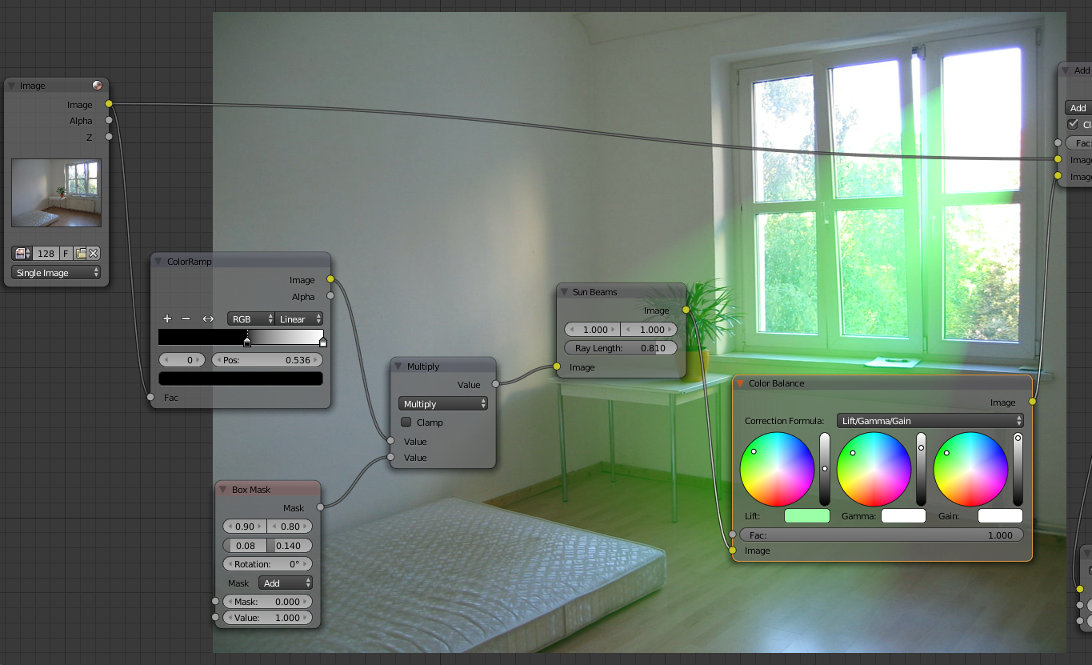 Image
Image
Alpha
Z
128 F
Single Image
ColorRamp
Image
Alpha
RGB Linear
0 Pos: 0.536
Fac
Multiply
Value
Multiply
Clamp
Value
Value
Box Mask
Mask
0.90 0.80
0.08 0.140
Rotation: 0°
Mask Add
Mask: 0.000
Value: 1.000
Sun Beams
Image
1.000 1.000
Ray Length: 0.810
Image
Color Balance
Image
Correction Formula: Lift/Gamma/Gain
Lift: Gamma: Gain:
Fac: 1.000
Image
Add
Add
Fac: